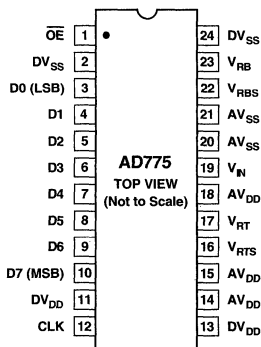 OE 1 24 DVSS
DVSS 2 23 VRB
D0 (LSB) 3 22 VRBS
D1 4 21 AVSS
D2 5 20 AVSS
D3 6 AD775 19 VIN
D4 7 TOP VIEW 18 AVDD
D5 8 (Not to Scale) 17 VRT
D6 9 16 VRTS
D7 (MSB) 10 15 AVDD
DVDD 11 14 AVDD
CLK 12 13 DVDD